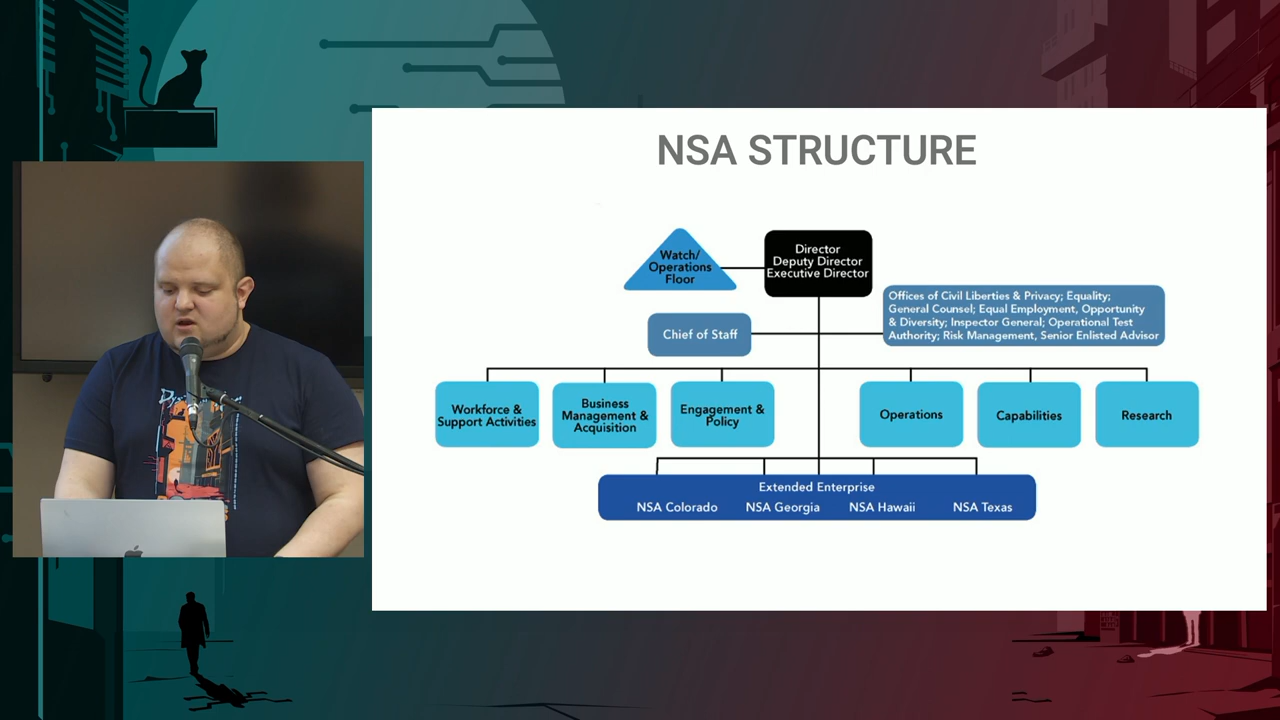 NSA STRUCTURE
Watch/
Operations
Floor
Director
Deputy Director
Executive Director
Offices of Civil Liberties & Privacy; Equality;
General Counsel; Equal Employment, Opportunity
& Diversity; Inspector General; Operational Test
Authority; Risk Management, Senior Enlisted Advisor
Chief of Staff
Workforce &
Support Activities
Business
Management &
Acquisition
Engagement &
Policy
Operations
Capabilities
Research
Extended Enterprise
NSA Colorado
NSA Georgia
NSA Hawaii
NSA Texas